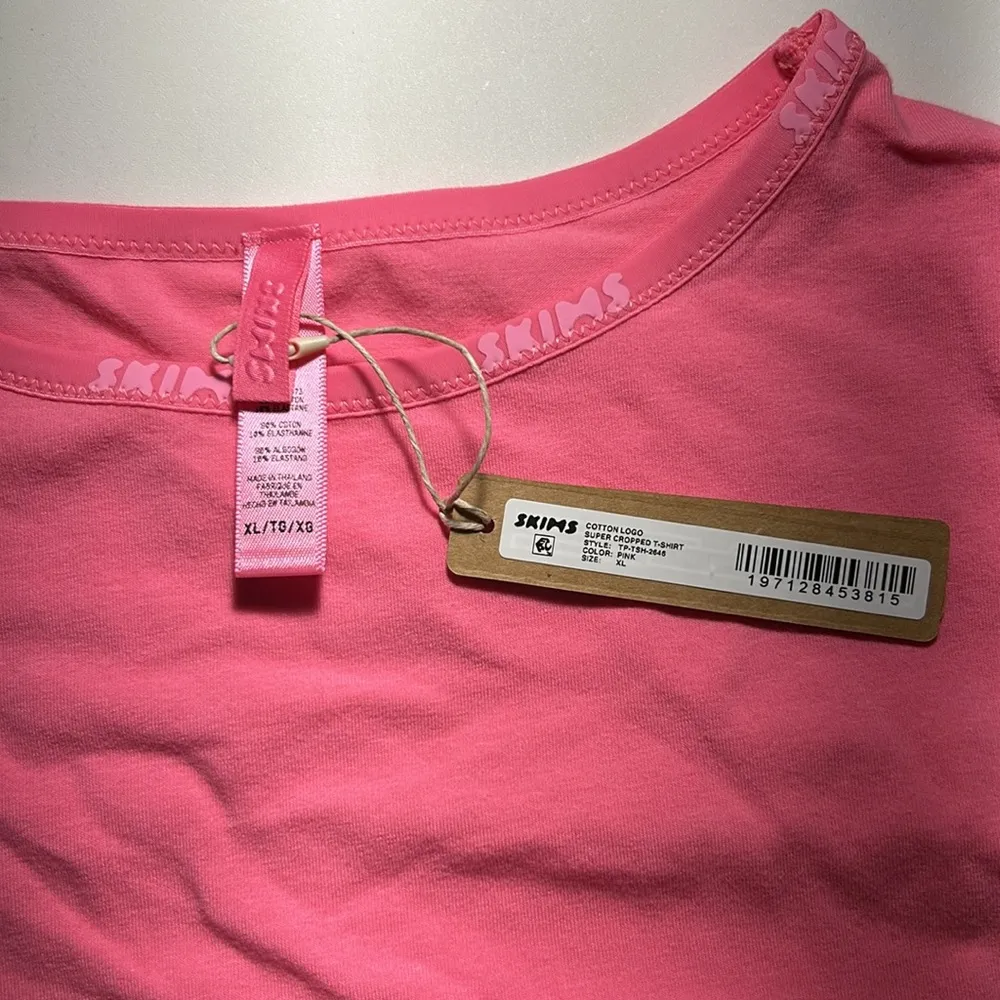 SKIMS
SKIMS
SKIMS
SKIMS
90% COTON
10% ÉLASTHANNE
90% ALGODÓN
10% ELASTANO
MADE IN THAILAND
FABRIQUÉ EN
THAÏLANDE
HECHO EN TAILANDIA
XL/TG/XG
SKIMS
COTTON LOGO
SUPER CROPPED T-SHIRT
STYLE: TP-TSH-2646
COLOR: PINK
SIZE: XL
197128453815